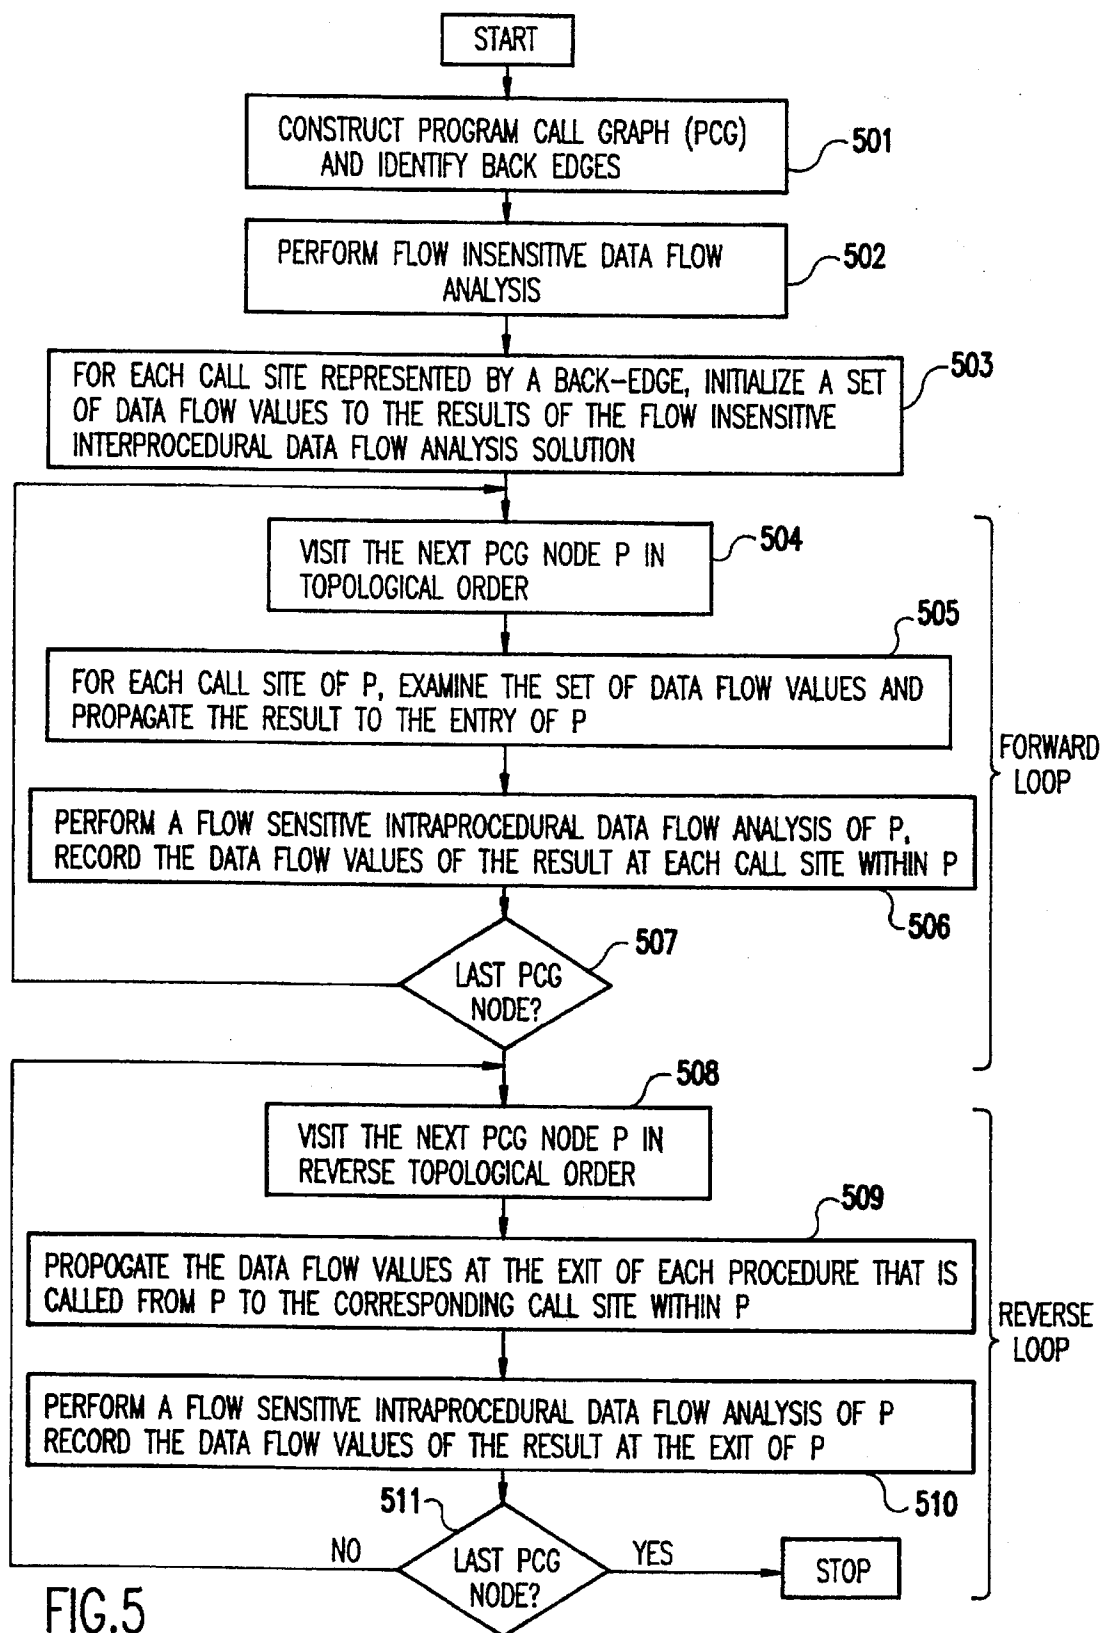 START
CONSTRUCT PROGRAM CALL GRAPH (PCG)
AND IDENTIFY BACK EDGES
501
PERFORM FLOW INSENSITIVE DATA FLOW
ANALYSIS
502
FOR EACH CALL SITE REPRESENTED BY A BACK-EDGE, INITIALIZE A SET
OF DATA FLOW VALUES TO THE RESULTS OF THE FLOW INSENSITIVE
INTERPROCEDURAL DATA FLOW ANALYSIS SOLUTION
503
VISIT THE NEXT PCG NODE P IN
TOPOLOGICAL ORDER
504
505
FOR EACH CALL SITE OF P, EXAMINE THE SET OF DATA FLOW VALUES AND
PROPAGATE THE RESULT TO THE ENTRY OF P
FORWARD
LOOP
PERFORM A FLOW SENSITIVE INTRAPROCEDURAL DATA FLOW ANALYSIS OF P,
RECORD THE DATA FLOW VALUES OF THE RESULT AT EACH CALL SITE WITHIN P
506
507
LAST PCG
NODE?
508
VISIT THE NEXT PCG NODE P IN
REVERSE TOPOLOGICAL ORDER
509
PROPOGATE THE DATA FLOW VALUES AT THE EXIT OF EACH PROCEDURE THAT IS
CALLED FROM P TO THE CORRESPONDING CALL SITE WITHIN P
REVERSE
LOOP
PERFORM A FLOW SENSITIVE INTRAPROCEDURAL DATA FLOW ANALYSIS OF P
RECORD THE DATA FLOW VALUES OF THE RESULT AT THE EXIT OF P
510
511
NO
LAST PCG
NODE?
YES
STOP
FIG.5